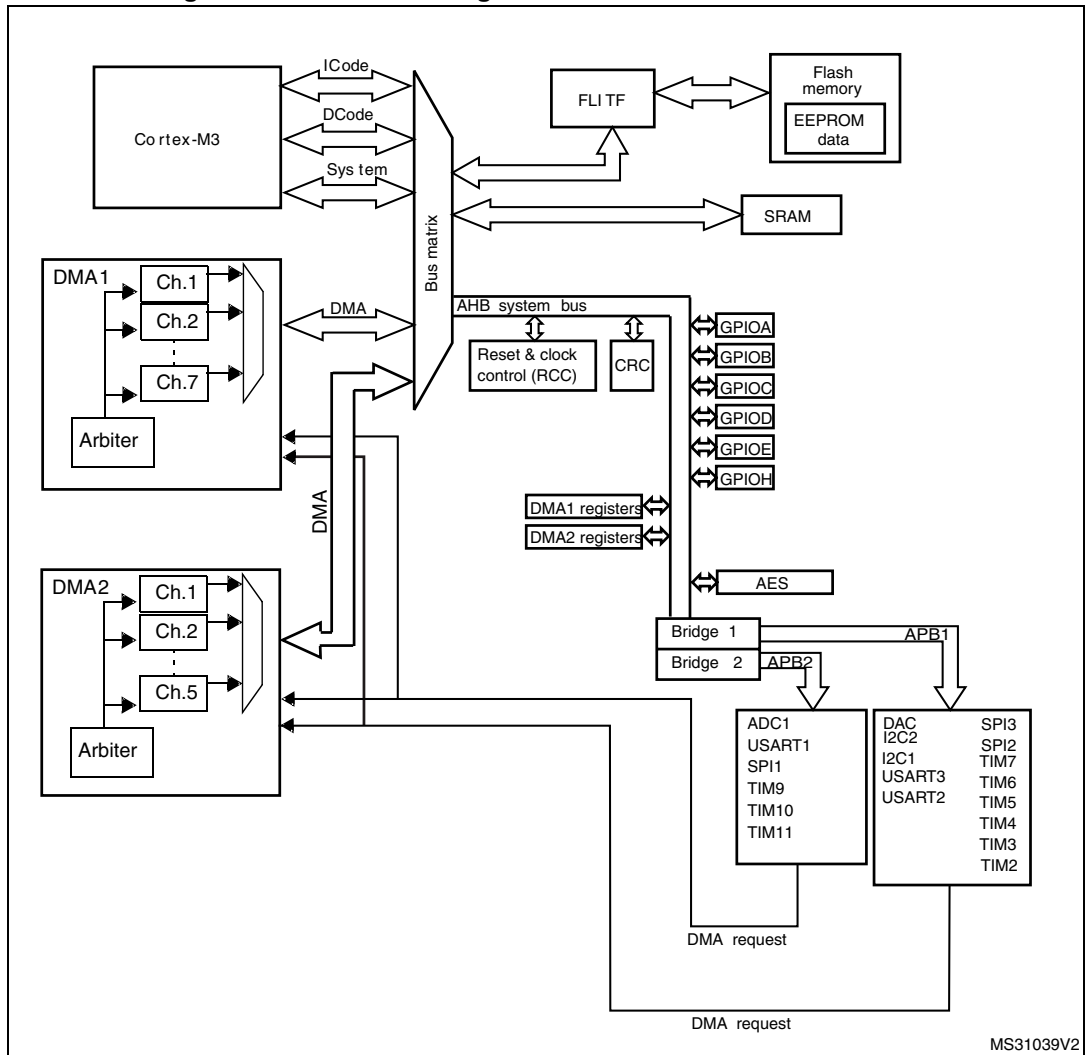 ICode
Cortex-M3
DCode
System
Bus matrix
FLITF
Flash
memory
EEPROM
data
SRAM
DMA1
Ch.1
Ch.2
Ch.7
Arbiter
DMA
AHB system bus
Reset & clock
control (RCC)
CRC
GPIOA
GPIOB
GPIOC
GPIOD
GPIOE
GPIOH
DMA1 registers
DMA2 registers
AES
DMA
DMA2
Ch.1
Ch.2
Ch.5
Arbiter
Bridge 1
APB1
Bridge 2
APB2
ADC1
USART1
SPI1
TIM9
TIM10
TIM11
DAC
I2C2
I2C1
USART3
USART2
SPI3
SPI2
TIM7
TIM6
TIM5
TIM4
TIM3
TIM2
DMA request
DMA request
MS31039V2